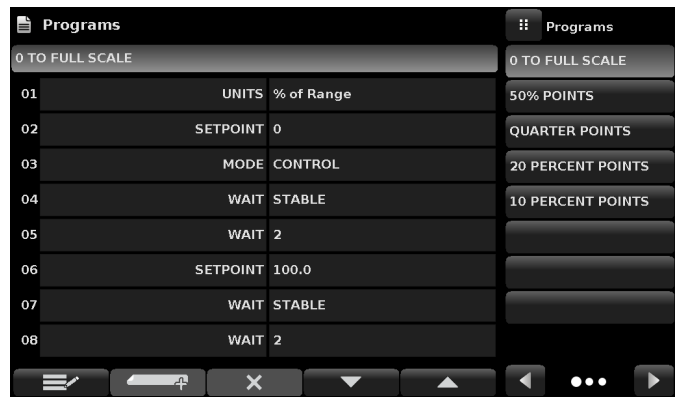 Programs
0 TO FULL SCALE
01 UNITS % of Range
02 SETPOINT 0
03 MODE CONTROL
04 WAIT STABLE
05 WAIT 2
06 SETPOINT 100.0
07 WAIT STABLE
08 WAIT 2
Programs
0 TO FULL SCALE
50% POINTS
QUARTER POINTS
20 PERCENT POINTS
10 PERCENT POINTS